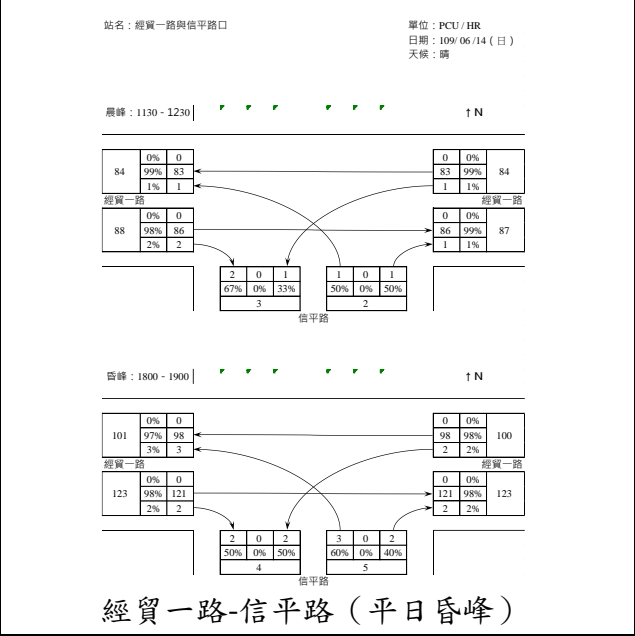 站名：經貿一路與信平路口
單位：PCU / HR
日期：109/ 06 /14（日）
天候：晴
晨峰：1130 - 1230
↑N
0% 0
84 99% 83
1% 1
0 0%
83 99% 84
1 1%
經貿一路
經貿一路
0% 0
88 98% 86
2% 2
0 0%
86 99% 87
1 1%
2 0 1
67% 0% 33%
3
1 0 1
50% 0% 50%
2
信平路
昏峰：1800 - 1900
↑N
0% 0
101 97% 98
3% 3
0 0%
98 98% 100
2 2%
經貿一路
經貿一路
0% 0
123 98% 121
2% 2
0 0%
121 98% 123
2 2%
2 0 2
50% 0% 50%
4
3 0 2
60% 0% 40%
5
信平路
經貿一路-信平路（平日昏峰）